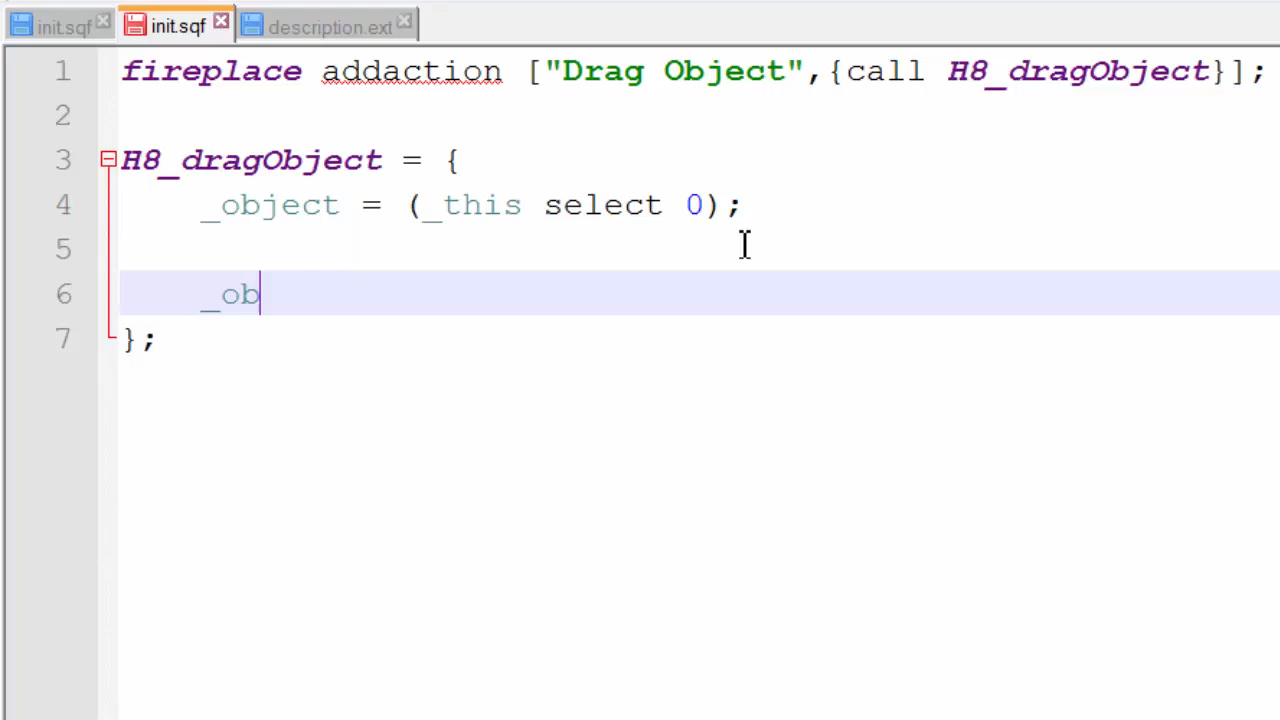 init.sqf init.sqf description.ext
1 fireplace addaction ["Drag Object",{call H8_dragObject}];
2
3 H8_dragObject = {
4 _object = (_this select 0);
5
6 _ob
7 };